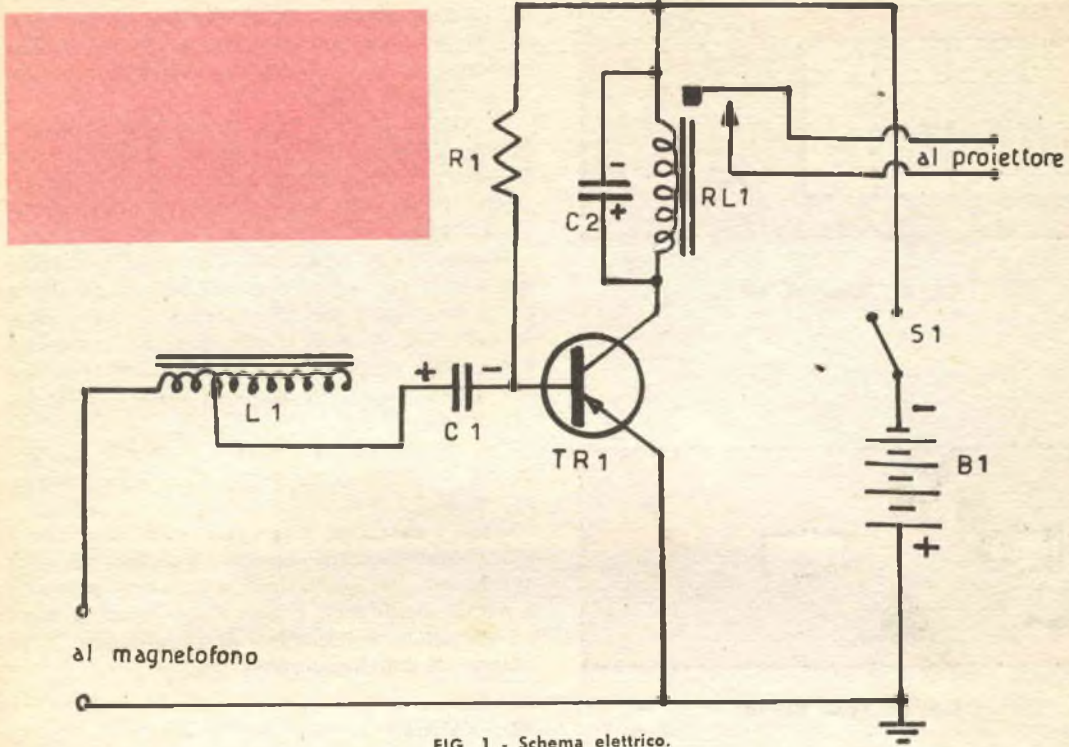 R1
C2
-
+
RL1
al proiettore
S1
-
B1
+
L1
+
C1
-
TR1
al magnetofono
FIG. 1 - Schema elettrico.